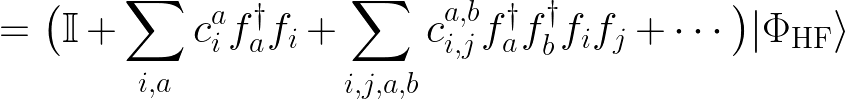 = ( 𝕀 + ∑_{i,a} c_i^a f_a^† f_i + ∑_{i,j,a,b} c_{i,j}^{a,b} f_a^† f_b^† f_i f_j + ⋯ ) |Φ_HF⟩